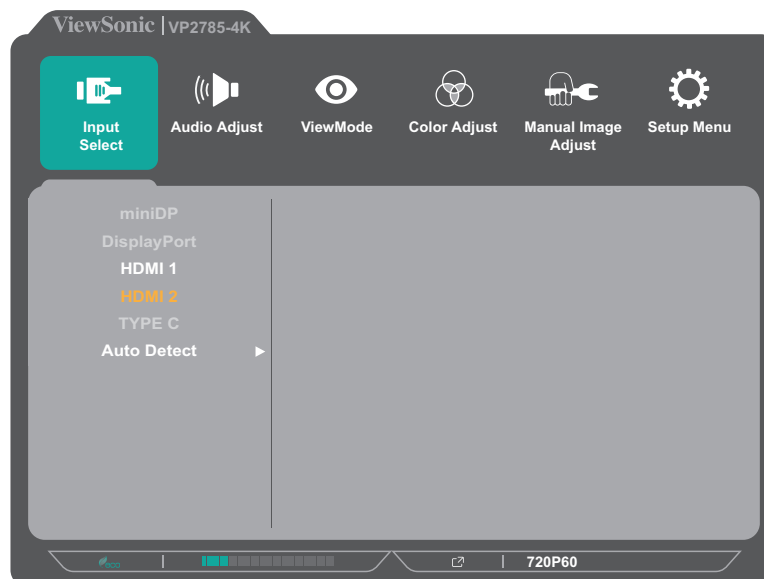 ViewSonic | VP2785-4K
Input
Select
Audio Adjust
ViewMode
Color Adjust
Manual Image
Adjust
Setup Menu
miniDP
DisplayPort
HDMI 1
HDMI 2
TYPE C
Auto Detect
eco
720P60